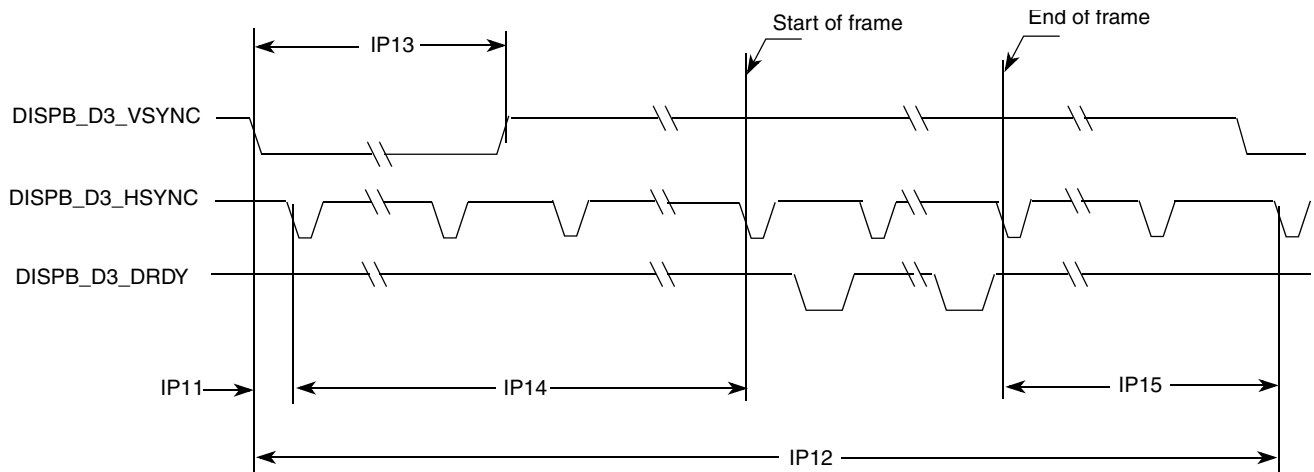 Start of frame
End of frame
IP13
DISPB_D3_VSYNC
DISPB_D3_HSYNC
DISPB_D3_DRDY
IP11
IP14
IP15
IP12